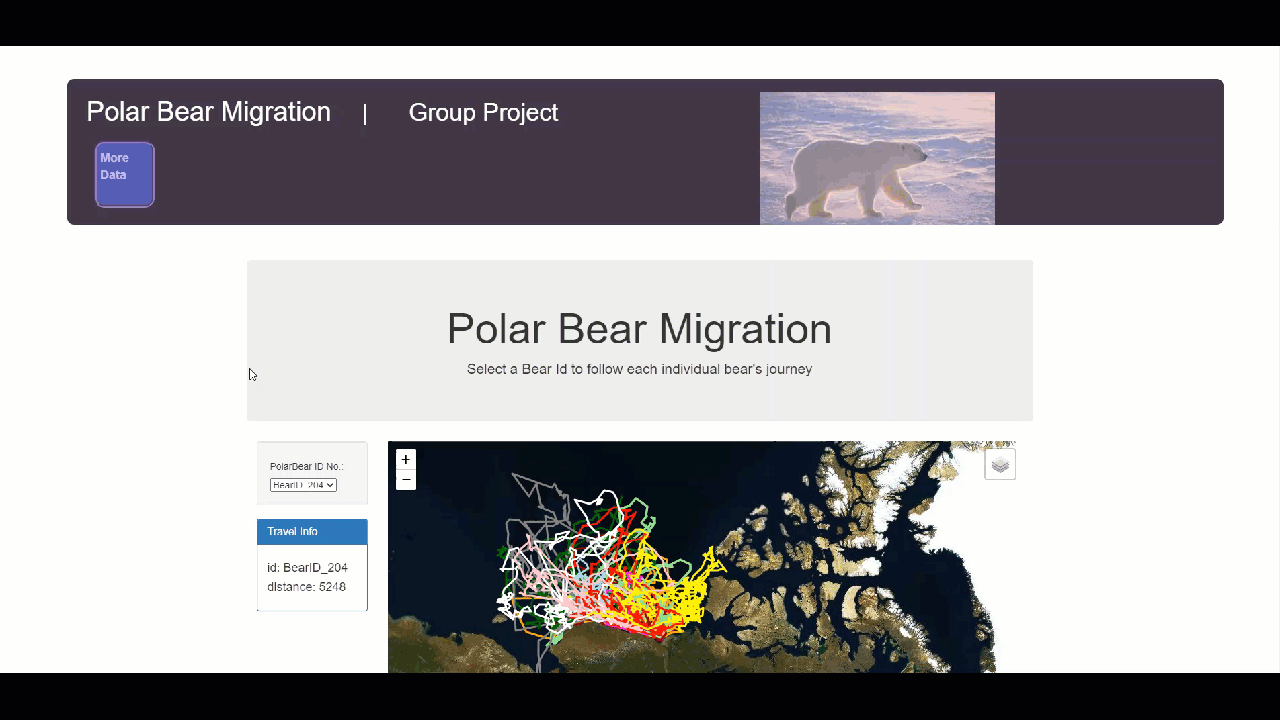 Polar Bear Migration | Group Project
More
Data
Polar Bear Migration
Select a Bear Id to follow each individual bear's journey
PolarBear ID No.:
BearID_204
Travel Info
id: BearID_204
distance: 5248
+
−